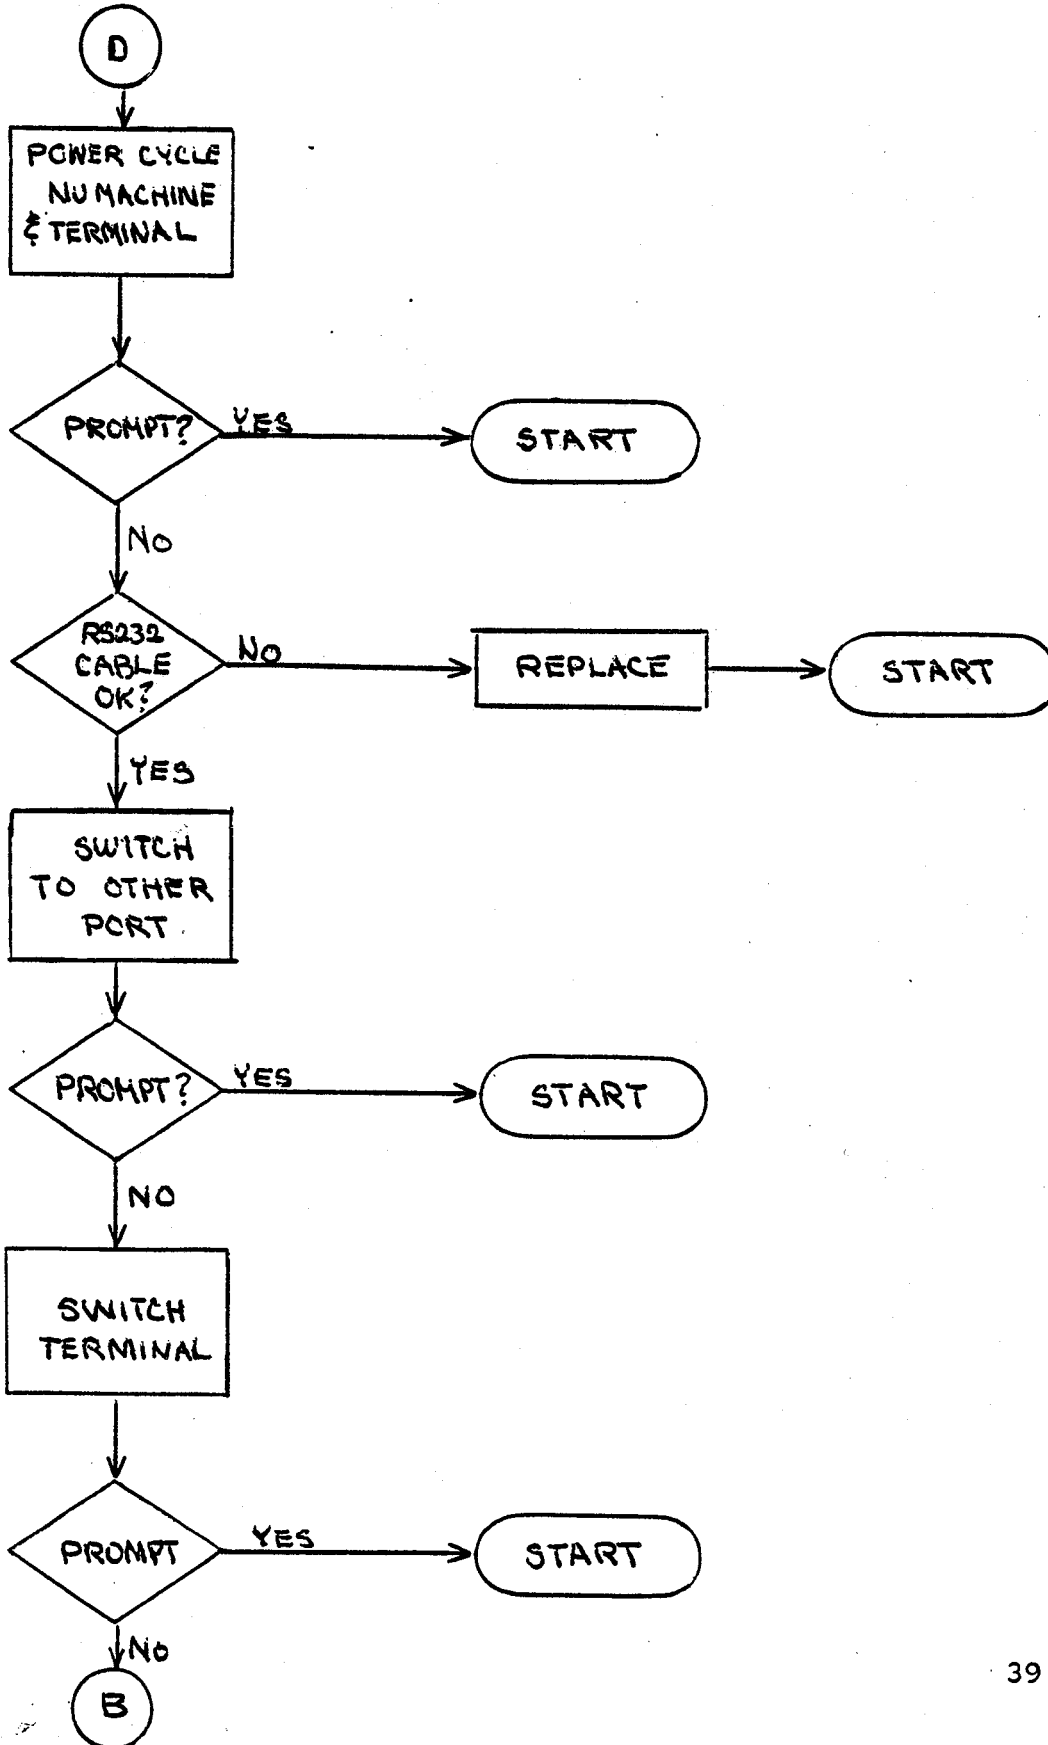 D
POWER CYCLE
NU MACHINE
& TERMINAL
PROMPT?
YES
START
NO
RS232
CABLE
OK?
NO
REPLACE
START
YES
SWITCH
TO OTHER
PORT
PROMPT?
YES
START
NO
SWITCH
TERMINAL
PROMPT
YES
START
NO
B
39